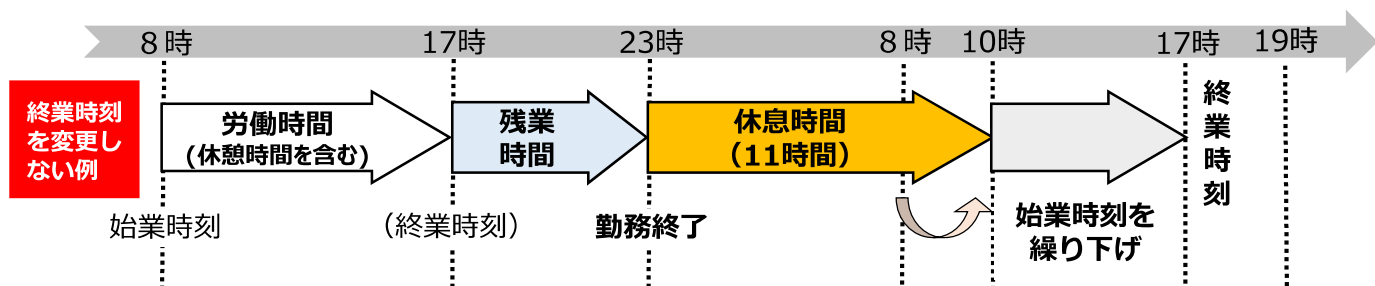 8時
17時
23時
8時
10時
17時
19時
終業時刻
を変更し
ない例
労働時間
(休憩時間を含む)
残業
時間
休息時間
（11時間）
終業時刻
始業時刻
（終業時刻）
勤務終了
始業時刻を
繰り下げ